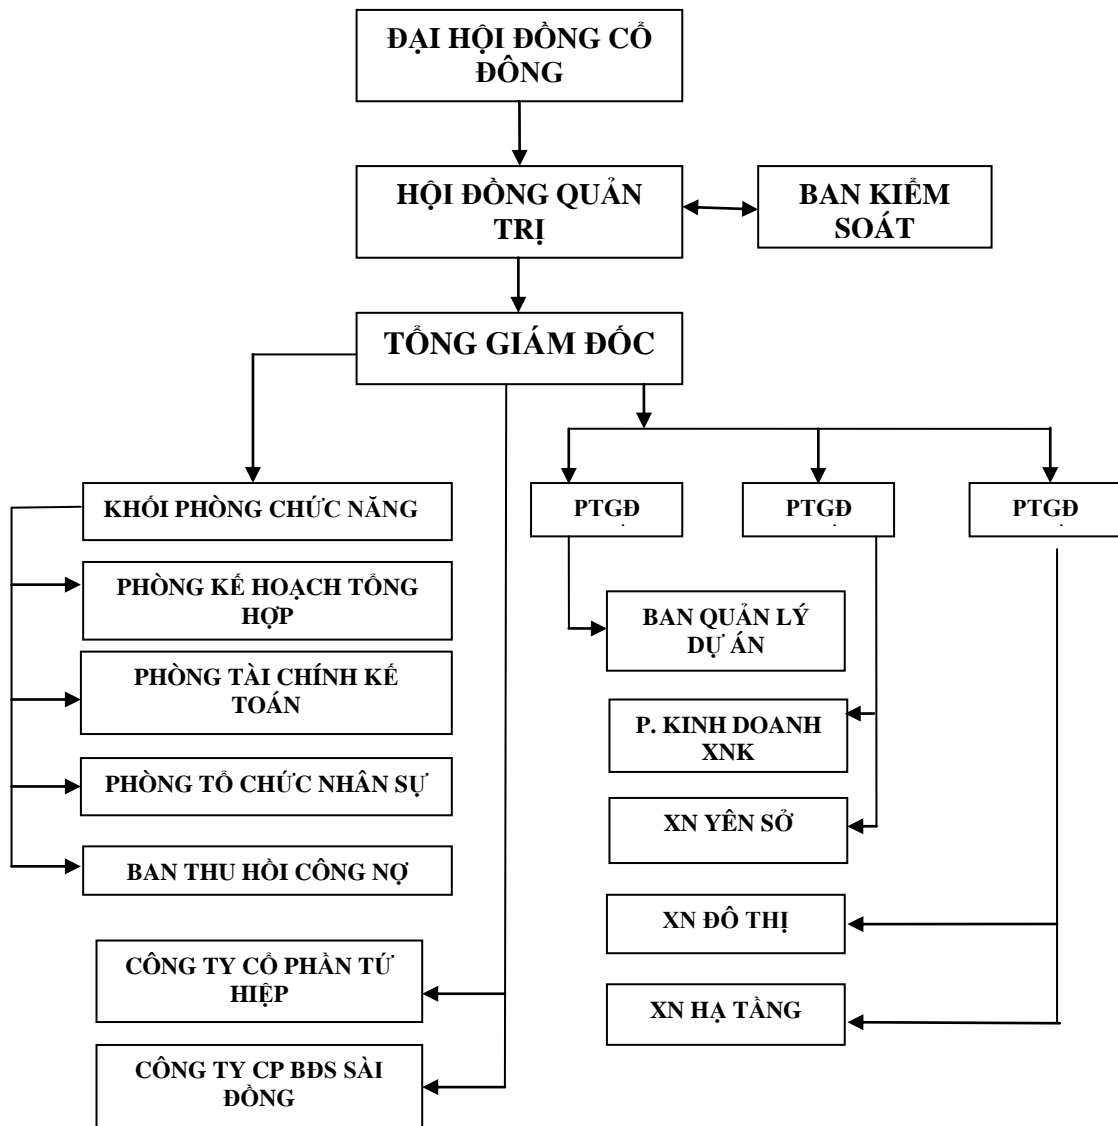 ĐẠI HỘI ĐỒNG CỔ
ĐÔNG
HỘI ĐỒNG QUẢN
TRỊ
BAN KIỂM
SOÁT
TỔNG GIÁM ĐỐC
KHỐI PHÒNG CHỨC NĂNG
PTGĐ
PTGĐ
PTGĐ
PHÒNG KẾ HOẠCH TỔNG
HỢP
BAN QUẢN LÝ
DỰ ÁN
PHÒNG TÀI CHÍNH KẾ
TOÁN
P. KINH DOANH
XNK
PHÒNG TỔ CHỨC NHÂN SỰ
XN YÊN SỞ
BAN THU HỒI CÔNG NỢ
XN ĐÔ THỊ
CÔNG TY CỔ PHẦN TỨ
HIỆP
XN HẠ TẦNG
CÔNG TY CP BĐS SÀI
ĐỒNG